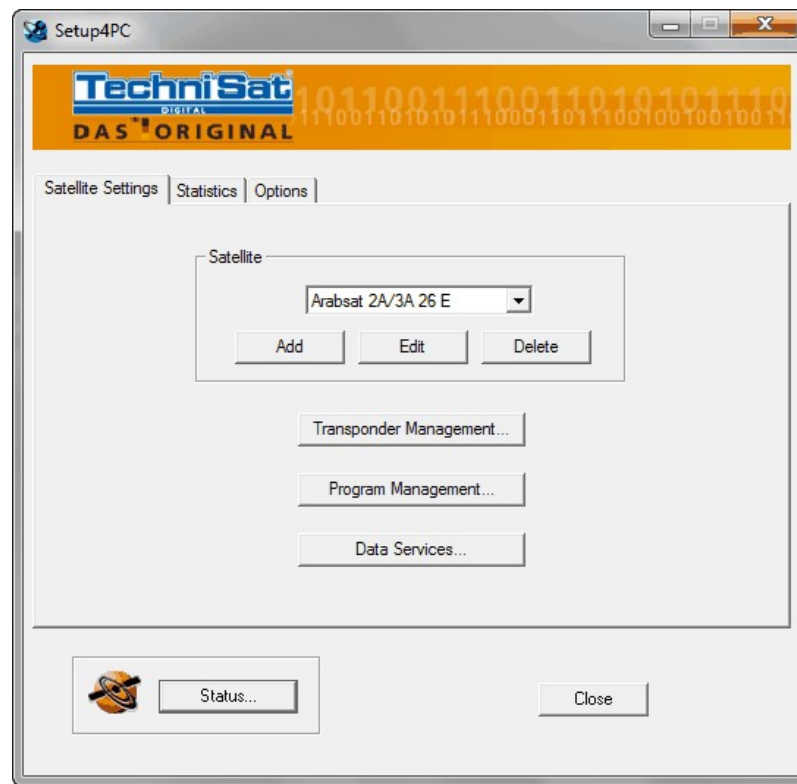 Setup4PC
TechniSat
DIGITAL
DAS ORIGINAL
Satellite Settings Statistics Options
Satellite
Arabsat 2A/3A 26 E
Add Edit Delete
Transponder Management...
Program Management...
Data Services...
Status... Close